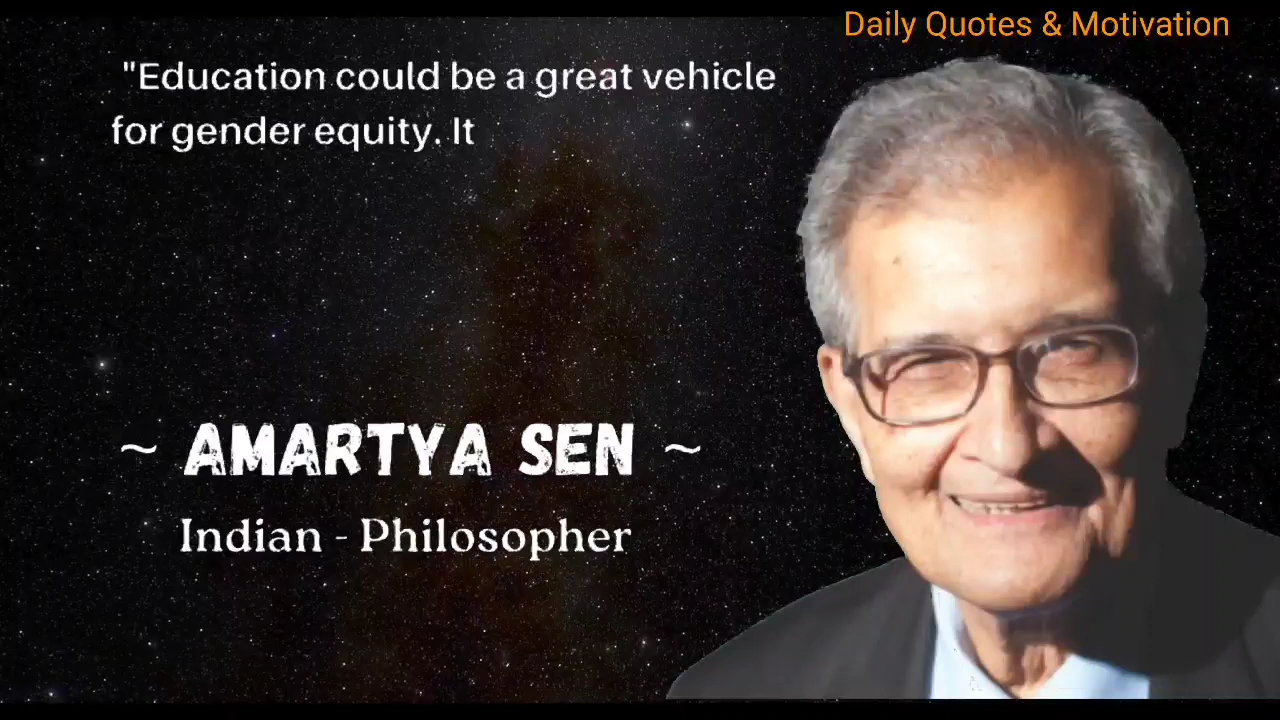 Daily Quotes & Motivation
"Education could be a great vehicle
for gender equity. It
~ AMARTYA SEN ~
Indian - Philosopher